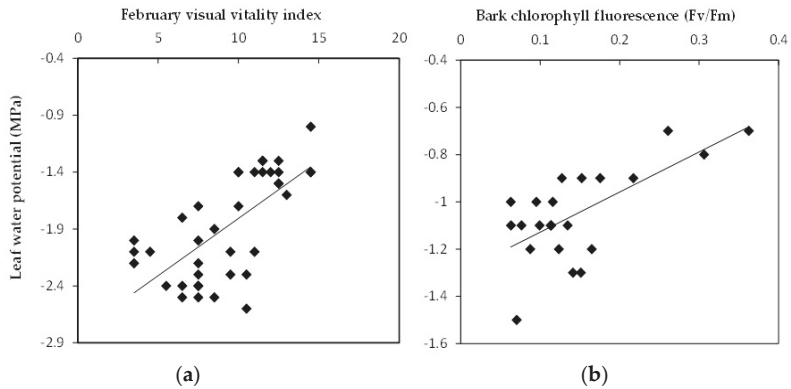 February visual vitality index
0 5 10 15 20
-0.4
-0.9
-1.4
-1.9
-2.4
-2.9
Leaf water potential (MPa)
(a)
Bark chlorophyll fluorescence (Fv/Fm)
0 0.1 0.2 0.3 0.4
-0.4
-0.6
-0.8
-1
-1.2
-1.4
-1.6
(b)